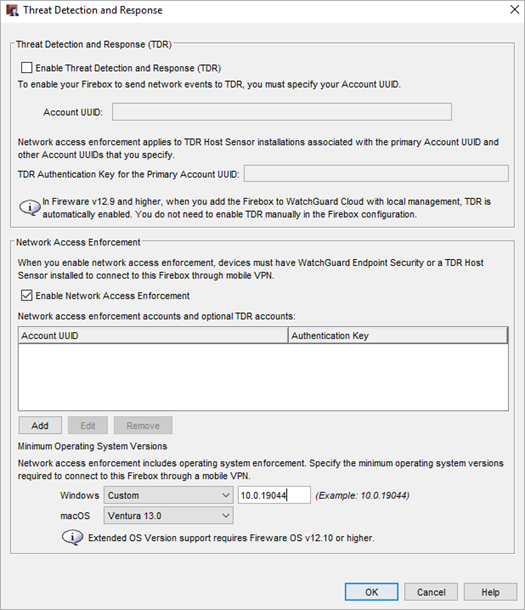 Threat Detection and Response
Threat Detection and Response (TDR)
Enable Threat Detection and Response (TDR)
To enable your Firebox to send network events to TDR, you must specify your Account UUID.
Account UUID:
Network access enforcement applies to TDR Host Sensor installations associated with the primary Account UUID and
other Account UUIDs that you specify.
TDR Authentication Key for the Primary Account UUID:
In Fireware v12.9 and higher, when you add the Firebox to WatchGuard Cloud with local management, TDR is
automatically enabled. You do not need to enable TDR manually in the Firebox configuration.
Network Access Enforcement
When you enable network access enforcement, devices must have WatchGuard Endpoint Security or a TDR Host
Sensor installed to connect to this Firebox through mobile VPN.
Enable Network Access Enforcement
Network access enforcement accounts and optional TDR accounts:
Account UUID Authentication Key
Add Edit Remove
Minimum Operating System Versions
Network access enforcement includes operating system enforcement. Specify the minimum operating system versions
required to connect to this Firebox through a mobile VPN.
Windows Custom 10.0.19044 (Example: 10.0.19044)
macOS Ventura 13.0
Extended OS Version support requires Fireware OS v12.10 or higher.
OK Cancel Help